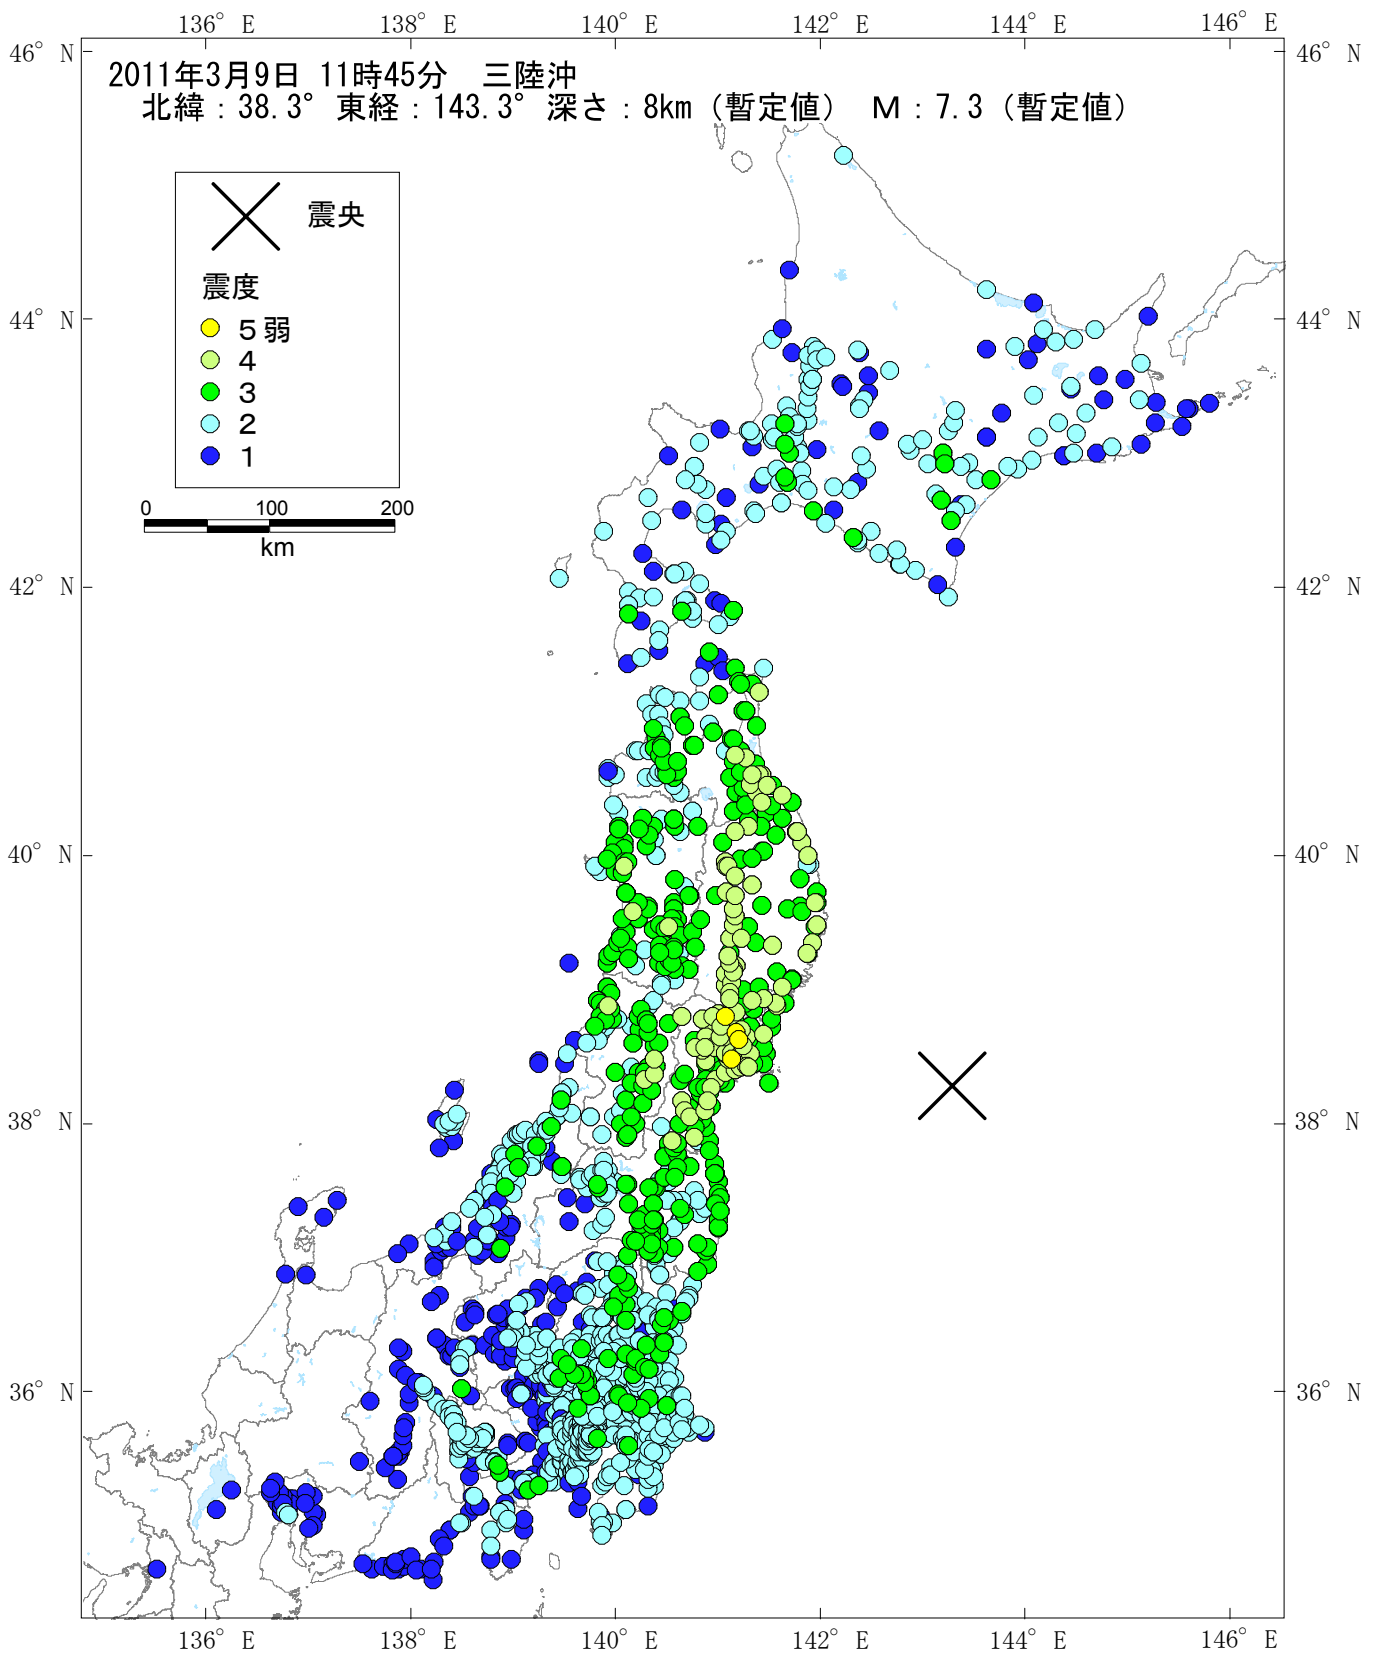 136° E 138° E 140° E 142° E 144° E 146° E
46° N 46° N
2011年3月9日 11時45分 三陸沖
北緯：38.3° 東経：143.3° 深さ：8km（暫定値） Ｍ：7.3（暫定値）
震央
震度
５弱
44° N 44° N
４
３
２
１
0 100 200
km
42° N 42° N
40° N 40° N
38° N 38° N
36° N 36° N
136° E 138° E 140° E 142° E 144° E 146° E